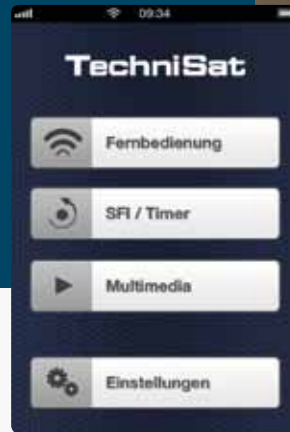 09:34
TechniSat
Fernbedienung
SFI / Timer
Multimedia
Einstellungen